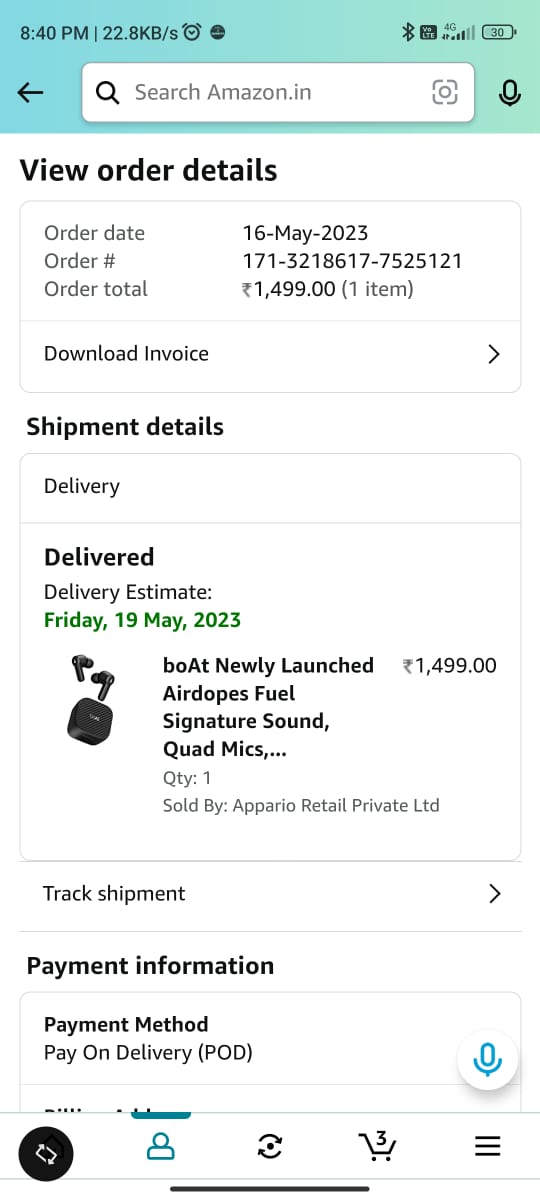 8:40 PM | 22.8KB/s
Vo LTE 4G 30
Search Amazon.in
View order details
Order date 16-May-2023
Order # 171-3218617-7525121
Order total ₹1,499.00 (1 item)
Download Invoice
Shipment details
Delivery
Delivered
Delivery Estimate:
Friday, 19 May, 2023
boAt Newly Launched ₹1,499.00
Airdopes Fuel
Signature Sound,
Quad Mics,...
Qty: 1
Sold By: Appario Retail Private Ltd
Track shipment
Payment information
Payment Method
Pay On Delivery (POD)
3